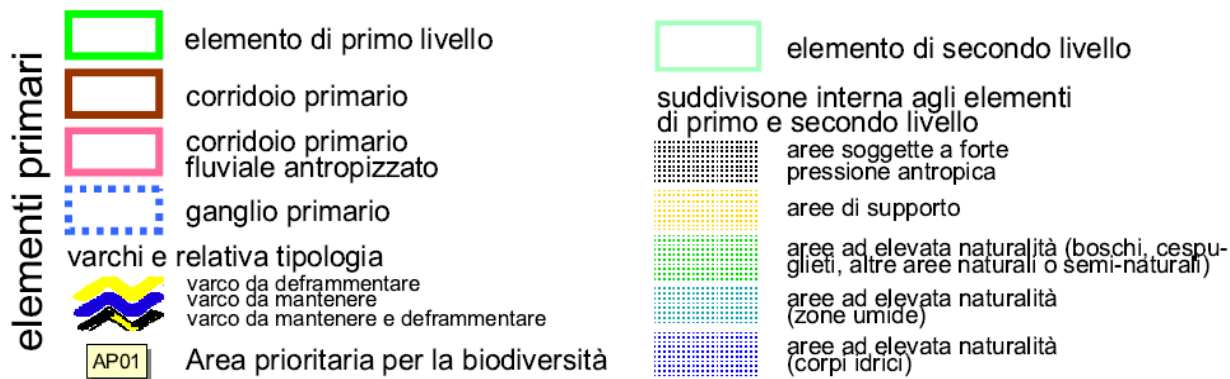 elementi primari
elemento di primo livello
corridoio primario
corridoio primario
fluviale antropizzato
ganglio primario
varchi e relativa tipologia
varco da deframmentare
varco da mantenere
varco da mantenere e deframmentare
AP01
Area prioritaria per la biodiversità
elemento di secondo livello
suddivisone interna agli elementi
di primo e secondo livello
aree soggette a forte
pressione antropica
aree di supporto
aree ad elevata naturalità (boschi, cespu-
glieti, altre aree naturali o semi-naturali)
aree ad elevata naturalità
(zone umide)
aree ad elevata naturalità
(corpi idrici)